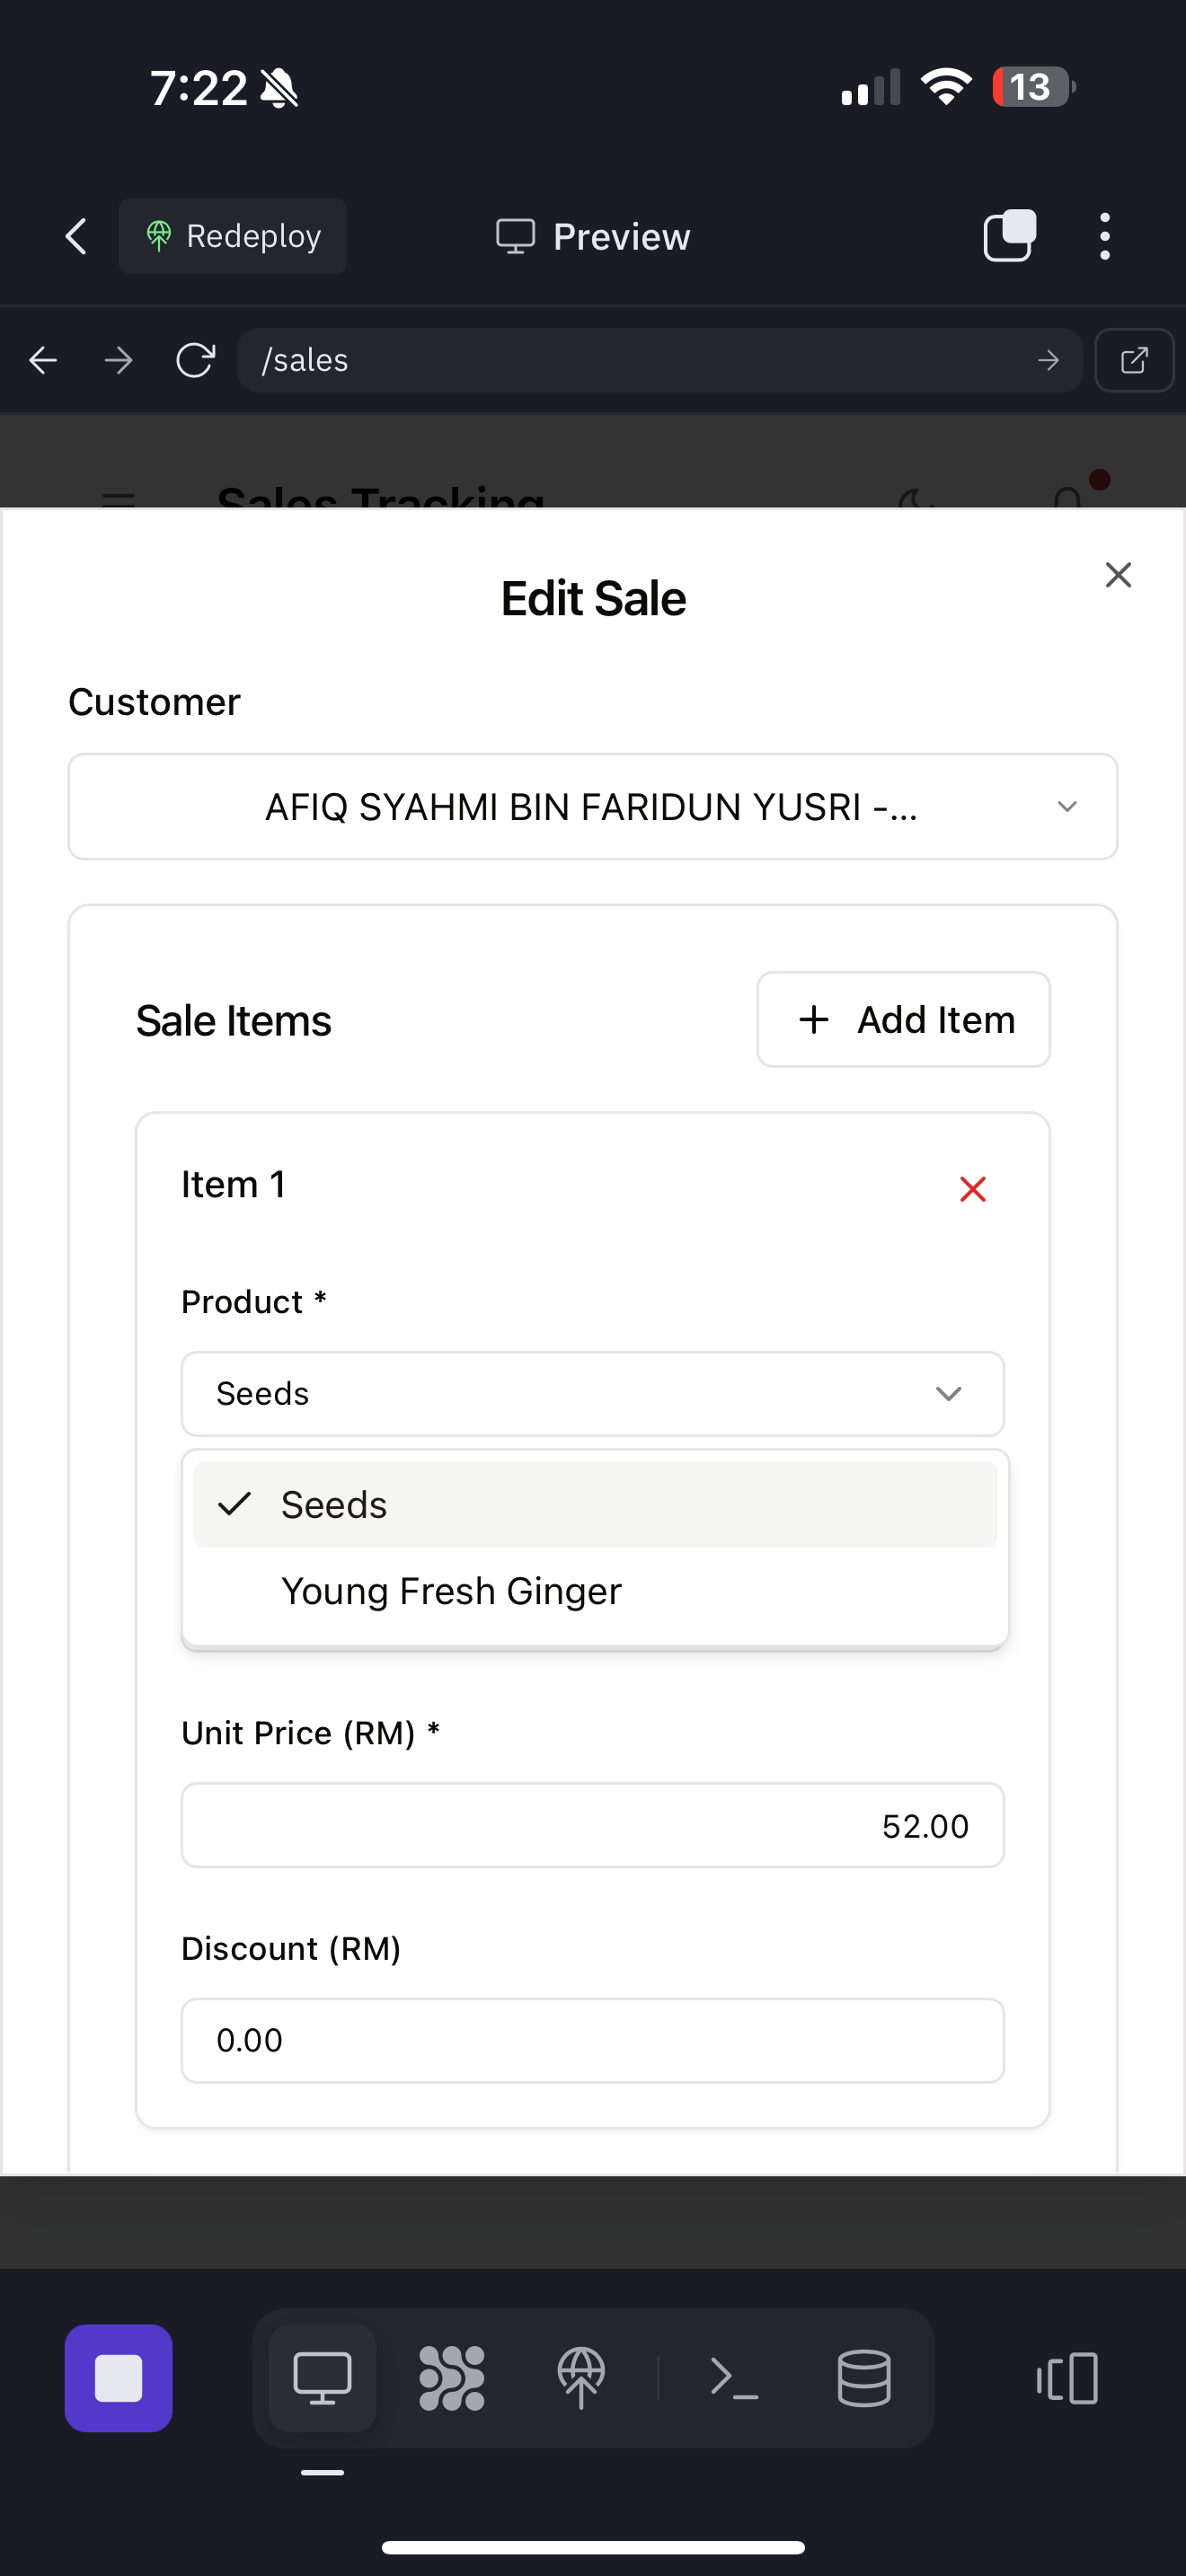 7:22
13
Redeploy
Preview
/sales
Sales Tracking
Edit Sale
Customer
AFIQ SYAHMI BIN FARIDUN YUSRI -...
Sale Items
+ Add Item
Item 1
Product *
Seeds
Seeds
Young Fresh Ginger
Unit Price (RM) *
52.00
Discount (RM)
0.00